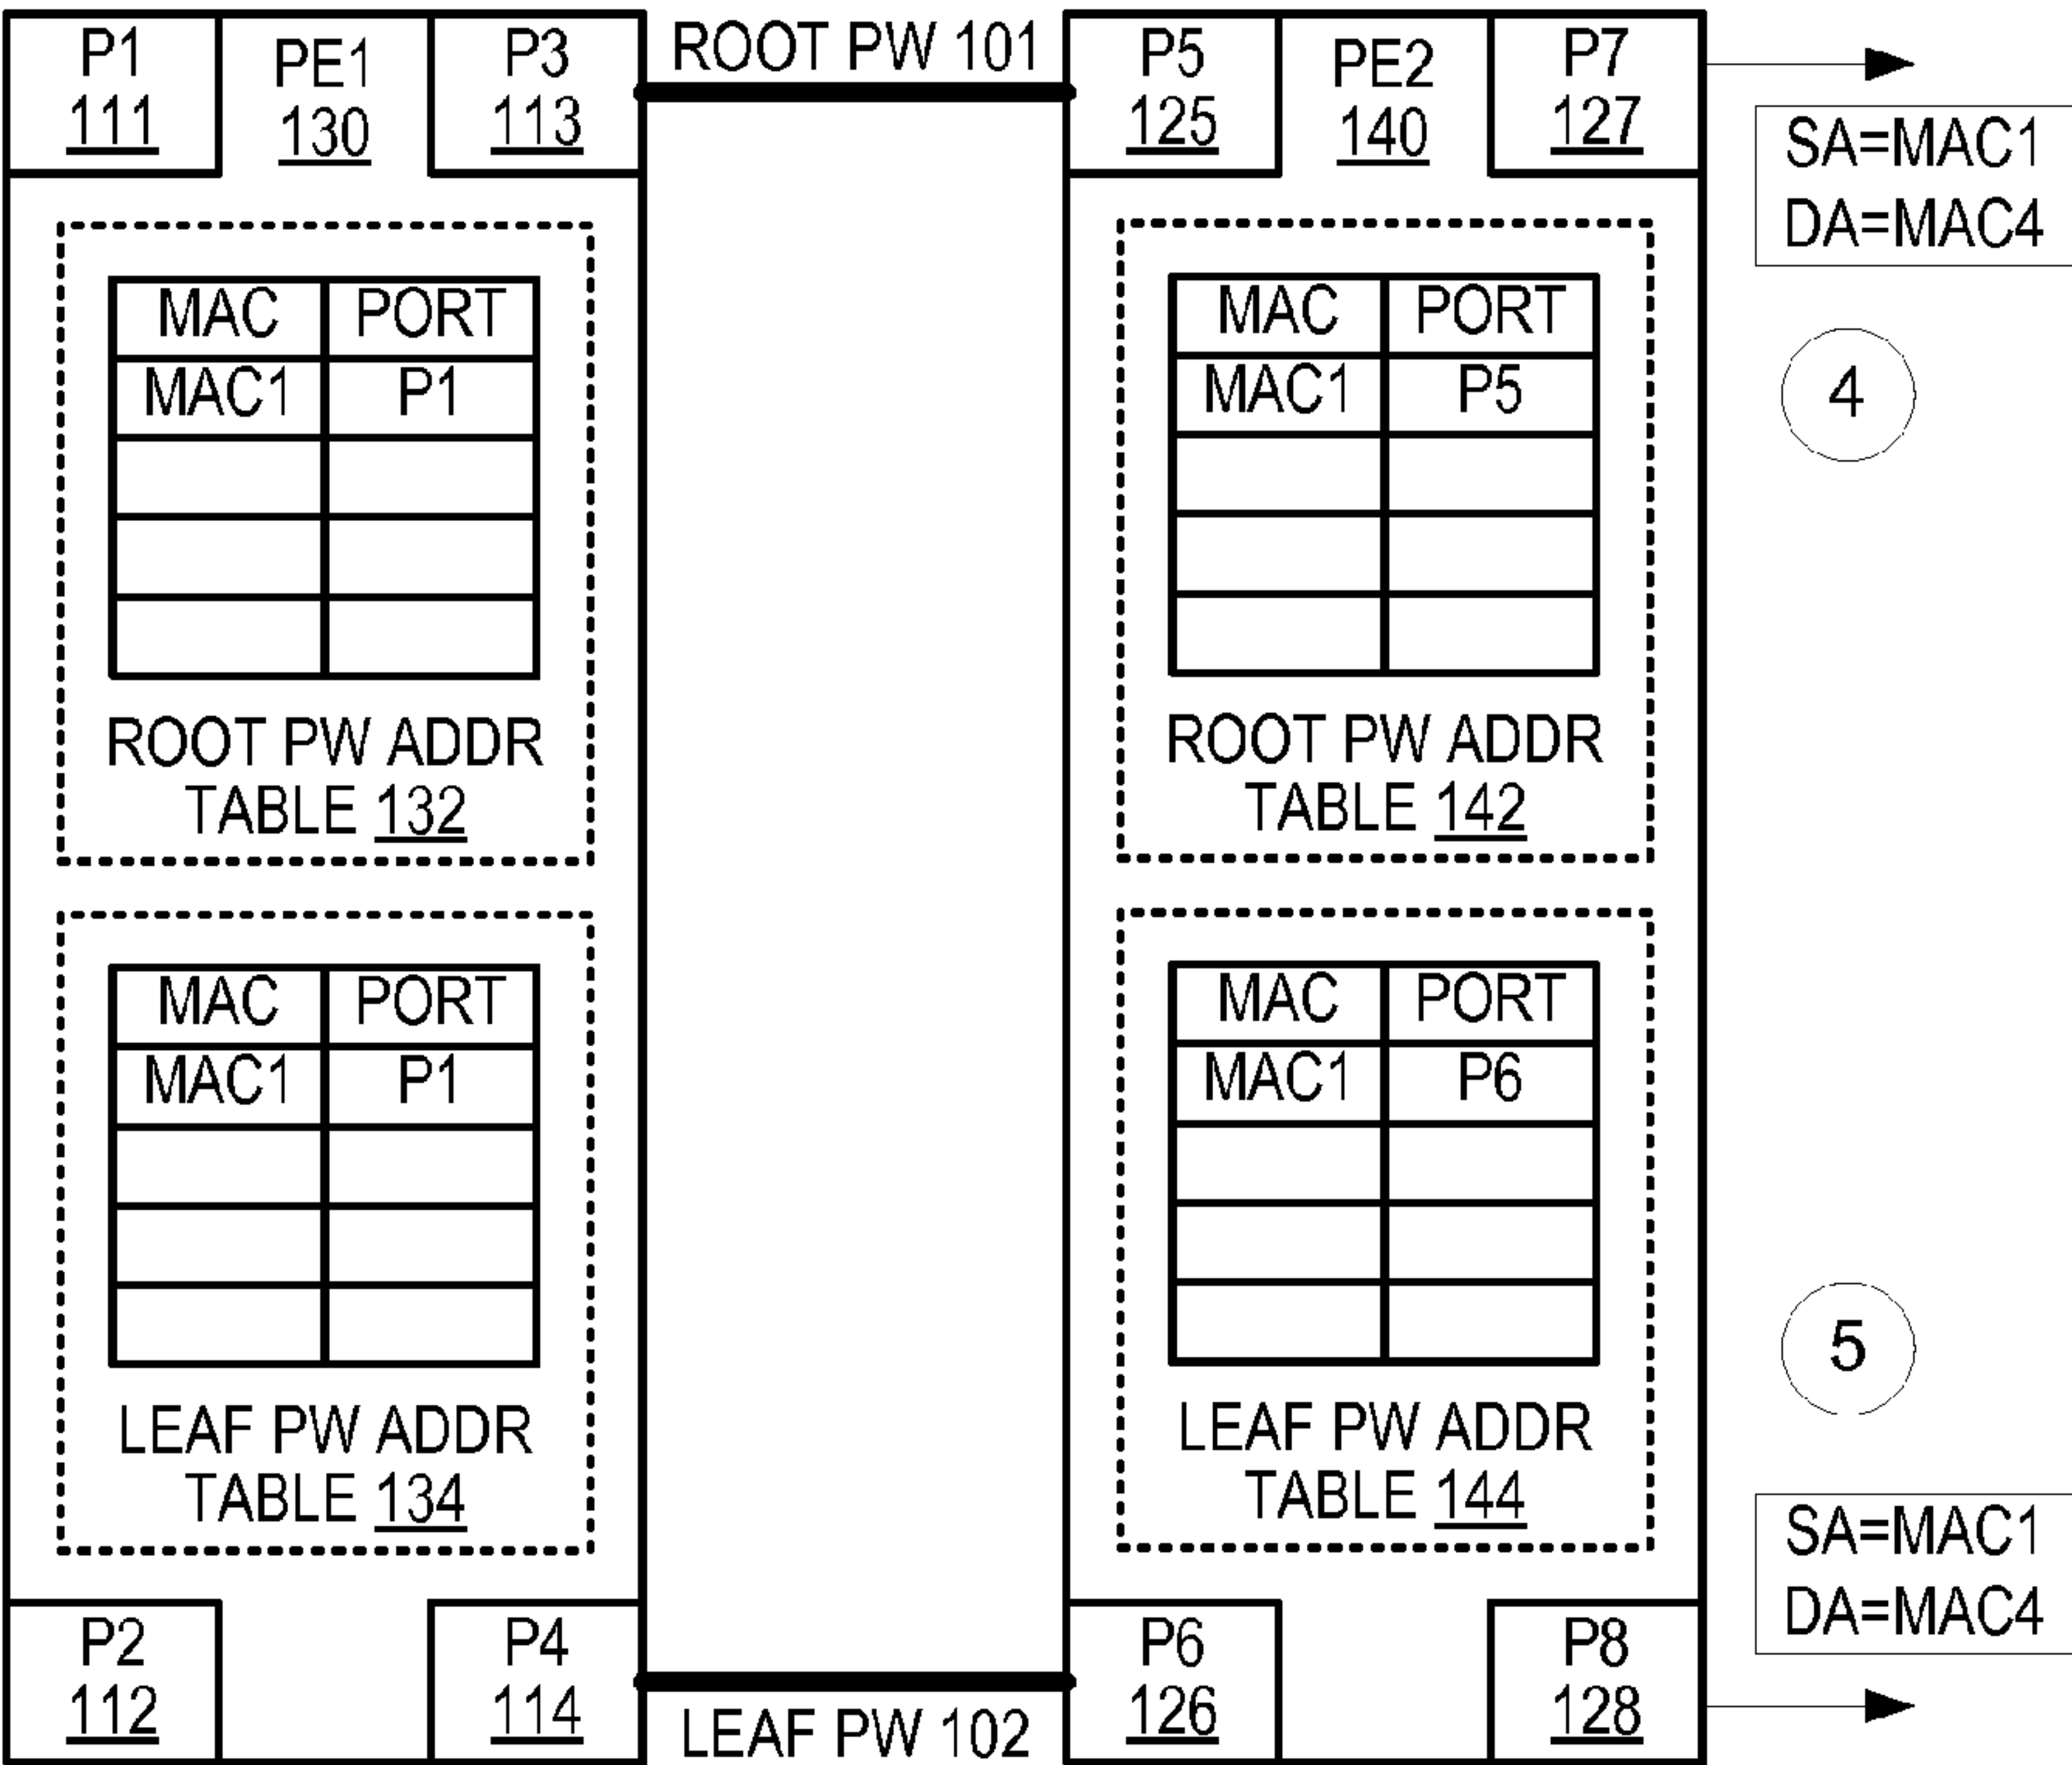 P1
111
PE1
130
P3
113
ROOT PW 101
P5
125
PE2
140
P7
127
SA=MAC1
DA=MAC4
MAC PORT
MAC1 P1
ROOT PW ADDR
TABLE 132
MAC PORT
MAC1 P5
ROOT PW ADDR
TABLE 142
4
MAC PORT
MAC1 P1
LEAF PW ADDR
TABLE 134
MAC PORT
MAC1 P6
LEAF PW ADDR
TABLE 144
5
SA=MAC1
DA=MAC4
P2
112
P4
114
LEAF PW 102
P6
126
P8
128